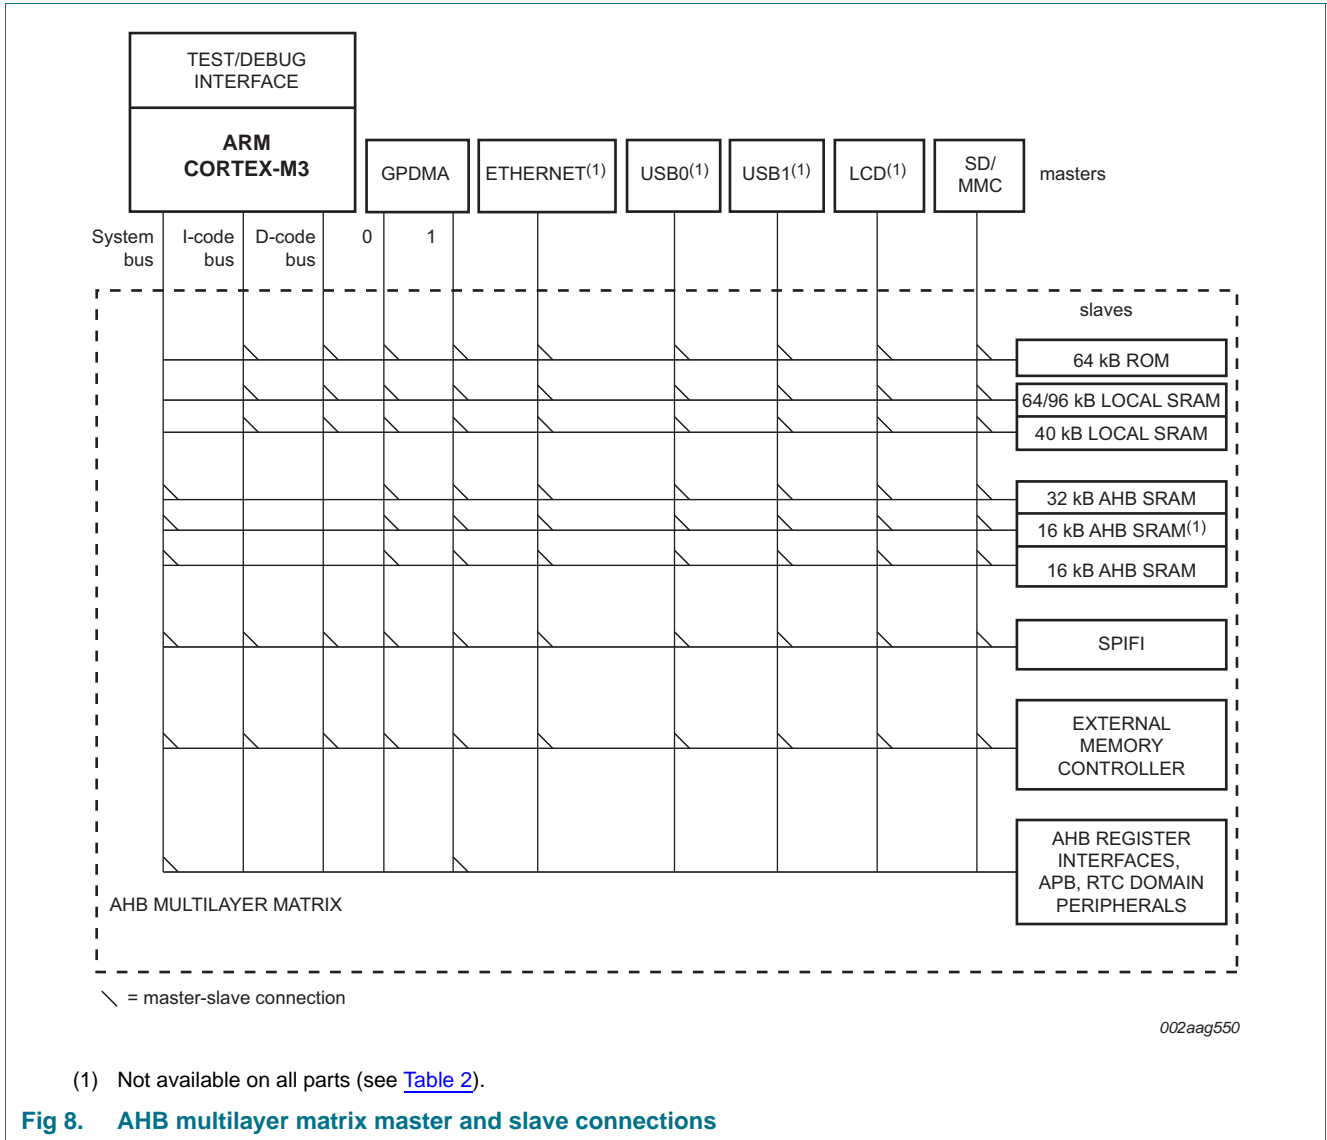 TEST/DEBUG
INTERFACE
ARM
CORTEX-M3
GPDMA
ETHERNET(1)
USB0(1)
USB1(1)
LCD(1)
SD/
MMC
masters
System
bus
I-code
bus
D-code
bus
0
1
slaves
64 kB ROM
64/96 kB LOCAL SRAM
40 kB LOCAL SRAM
32 kB AHB SRAM
16 kB AHB SRAM(1)
16 kB AHB SRAM
SPIFI
EXTERNAL
MEMORY
CONTROLLER
AHB REGISTER
INTERFACES,
APB, RTC DOMAIN
PERIPHERALS
AHB MULTILAYER MATRIX
= master-slave connection
002aag550
(1) Not available on all parts (see Table 2).
Fig 8. AHB multilayer matrix master and slave connections